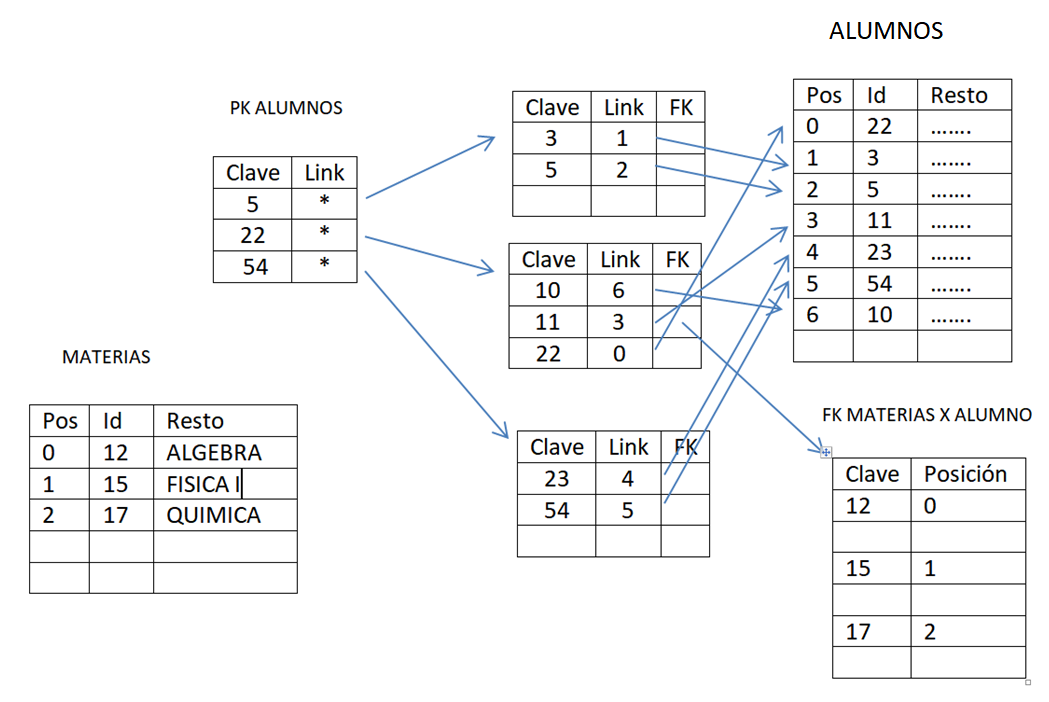 ALUMNOS
PK ALUMNOS
Clave Link
5 *
22 *
54 *
Clave Link FK
3 1
5 2
Clave Link FK
10 6
11 3
22 0
Clave Link FK
23 4
54 5
Pos Id Resto
0 22 .......
1 3 .......
2 5 .......
3 11 .......
4 23 .......
5 54 .......
6 10 .......
MATERIAS
Pos Id Resto
0 12 ALGEBRA
1 15 FISICA I
2 17 QUIMICA
FK MATERIAS X ALUMNO
Clave Posición
12 0
15 1
17 2